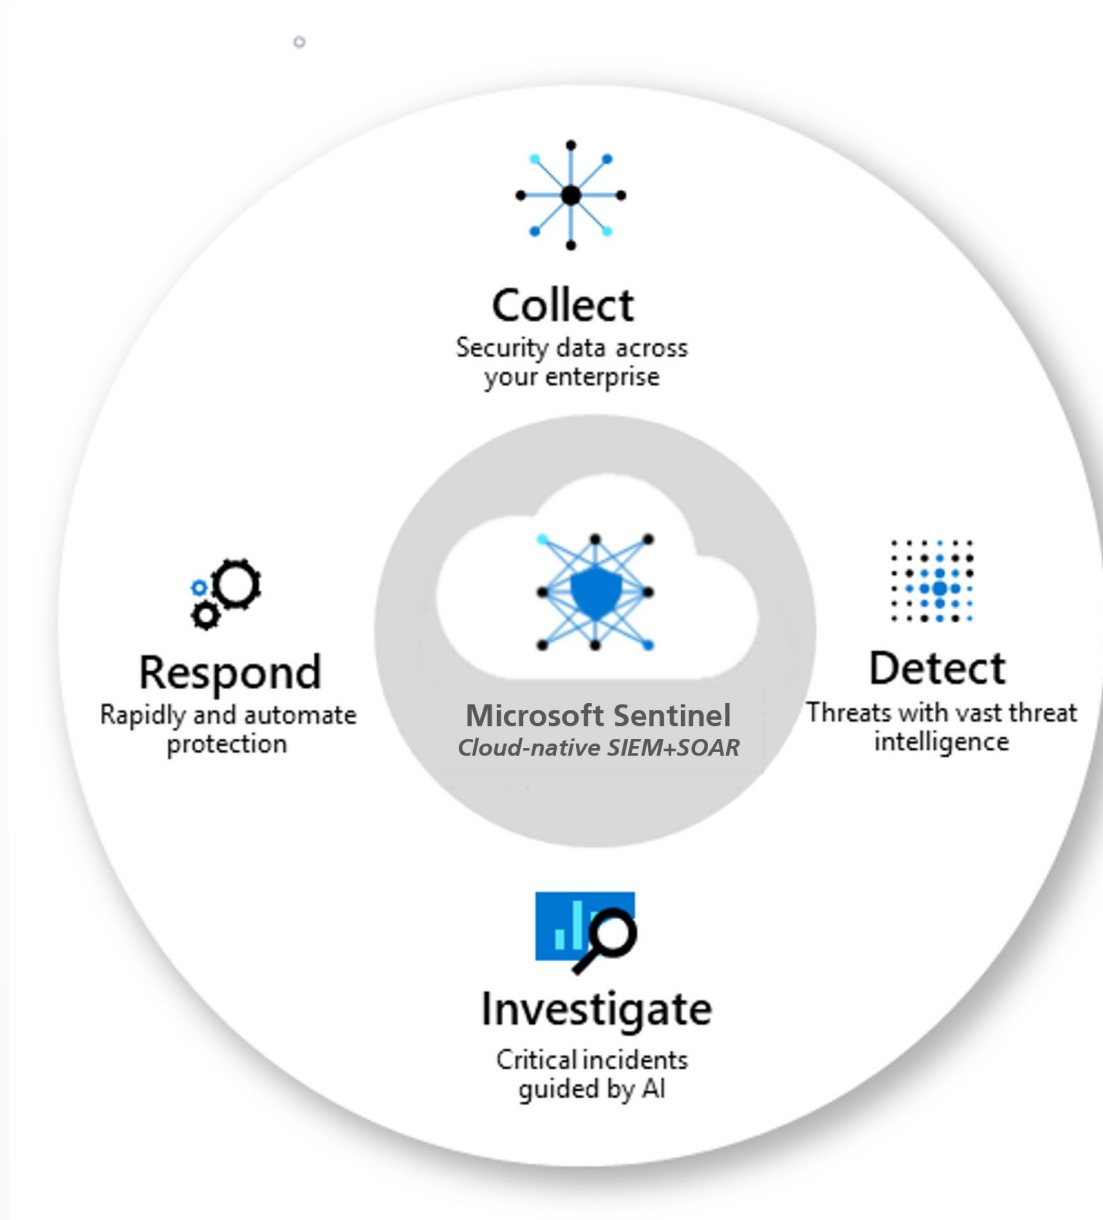 Collect
Security data across
your enterprise
Respond
Rapidly and automate
protection
Microsoft Sentinel
Cloud-native SIEM+SOAR
Detect
Threats with vast threat
intelligence
Investigate
Critical incidents
guided by AI